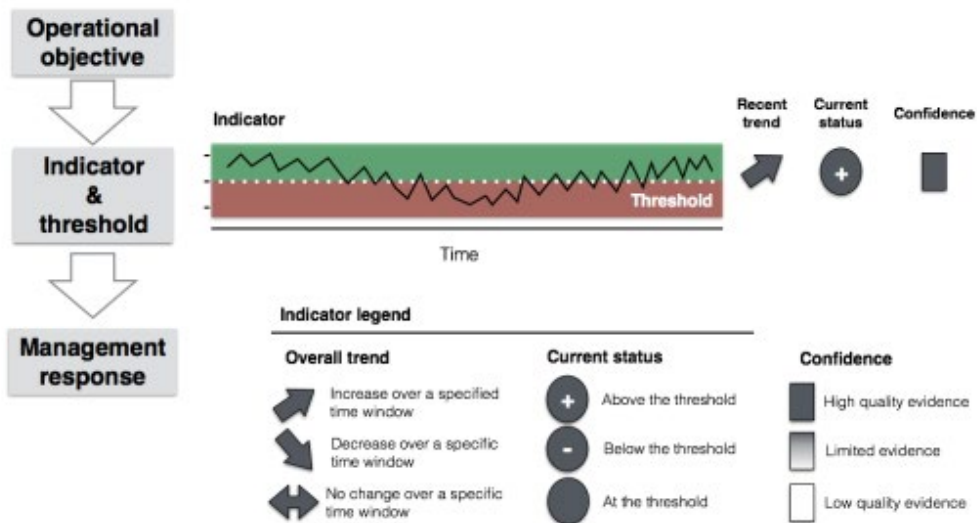 Operational
objective
Indicator
&
threshold
Management
response
Indicator
Threshold
Time
Recent
trend
Current
status
+
Confidence
Indicator legend
Overall trend
Increase over a specified
time window
Decrease over a specific
time window
No change over a specific
time window
Current status
+
Above the threshold
-
Below the threshold
At the threshold
Confidence
High quality evidence
Limited evidence
Low quality evidence